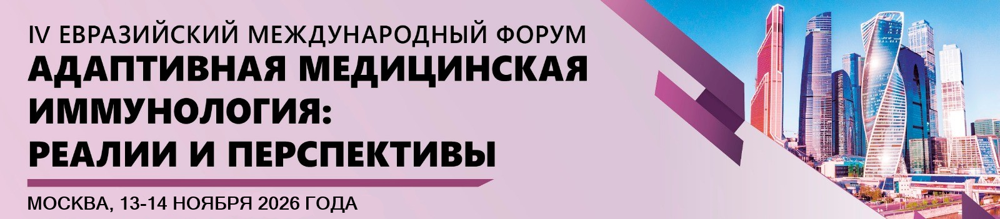 IV ЕВРАЗИЙСКИЙ МЕЖДУНАРОДНЫЙ ФОРУМ
АДАПТИВНАЯ МЕДИЦИНСКАЯ
ИММУНОЛОГИЯ:
РЕАЛИИ И ПЕРСПЕКТИВЫ
МОСКВА, 13-14 НОЯБРЯ 2026 ГОДА